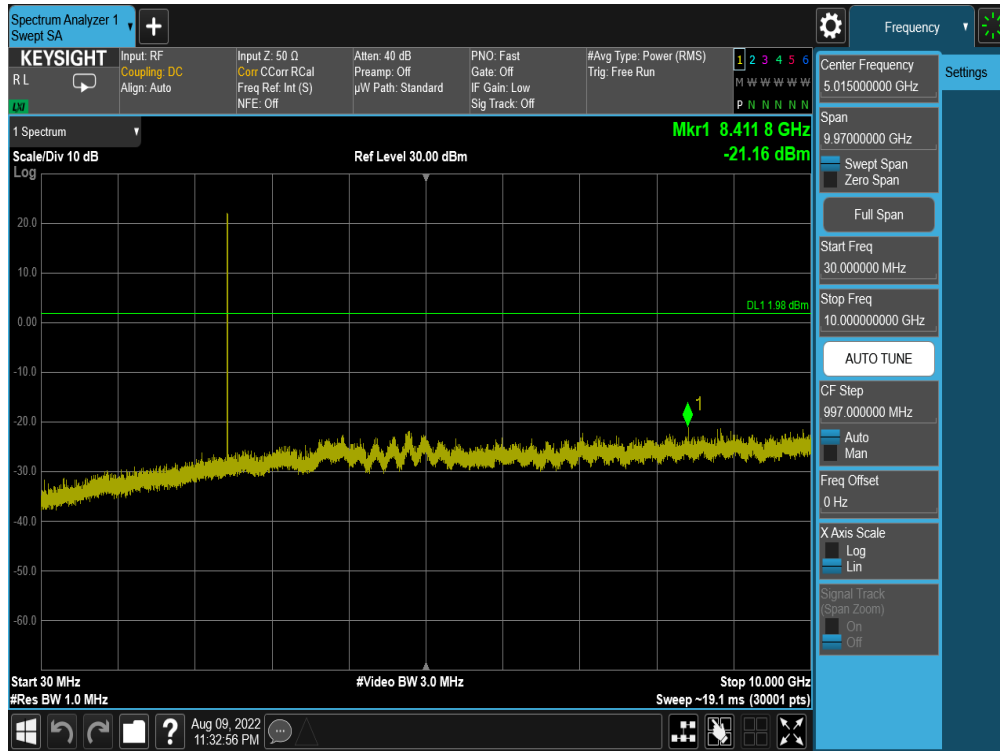 Spectrum Analyzer 1
Swept SA
Frequency
KEYSIGHT
R L
LXI
Input: RF
Coupling: DC
Align: Auto
Input Z: 50 Ω
Corr CCorr RCal
Freq Ref: Int (S)
NFE: Off
Atten: 40 dB
Preamp: Off
µW Path: Standard
PNO: Fast
Gate: Off
IF Gain: Low
Sig Track: Off
#Avg Type: Power (RMS)
Trig: Free Run
1 2 3 4 5 6
M W W W W W
P N N N N N
1 Spectrum
Mkr1 8.411 8 GHz
Scale/Div 10 dB
Ref Level 30.00 dBm
-21.16 dBm
Log
20.0
10.0
0.00
-10.0
-20.0
-30.0
-40.0
-50.0
-60.0
DL1 1.98 dBm
1
Start 30 MHz
#Video BW 3.0 MHz
Stop 10.000 GHz
#Res BW 1.0 MHz
Sweep ~19.1 ms (30001 pts)
Center Frequency
5.015000000 GHz
Settings
Span
9.97000000 GHz
Swept Span
Zero Span
Full Span
Start Freq
30.000000 MHz
Stop Freq
10.000000000 GHz
AUTO TUNE
CF Step
997.000000 MHz
Auto
Man
Freq Offset
0 Hz
X Axis Scale
Log
Lin
Signal Track
(Span Zoom)
On
Off
?
Aug 09, 2022
11:32:56 PM